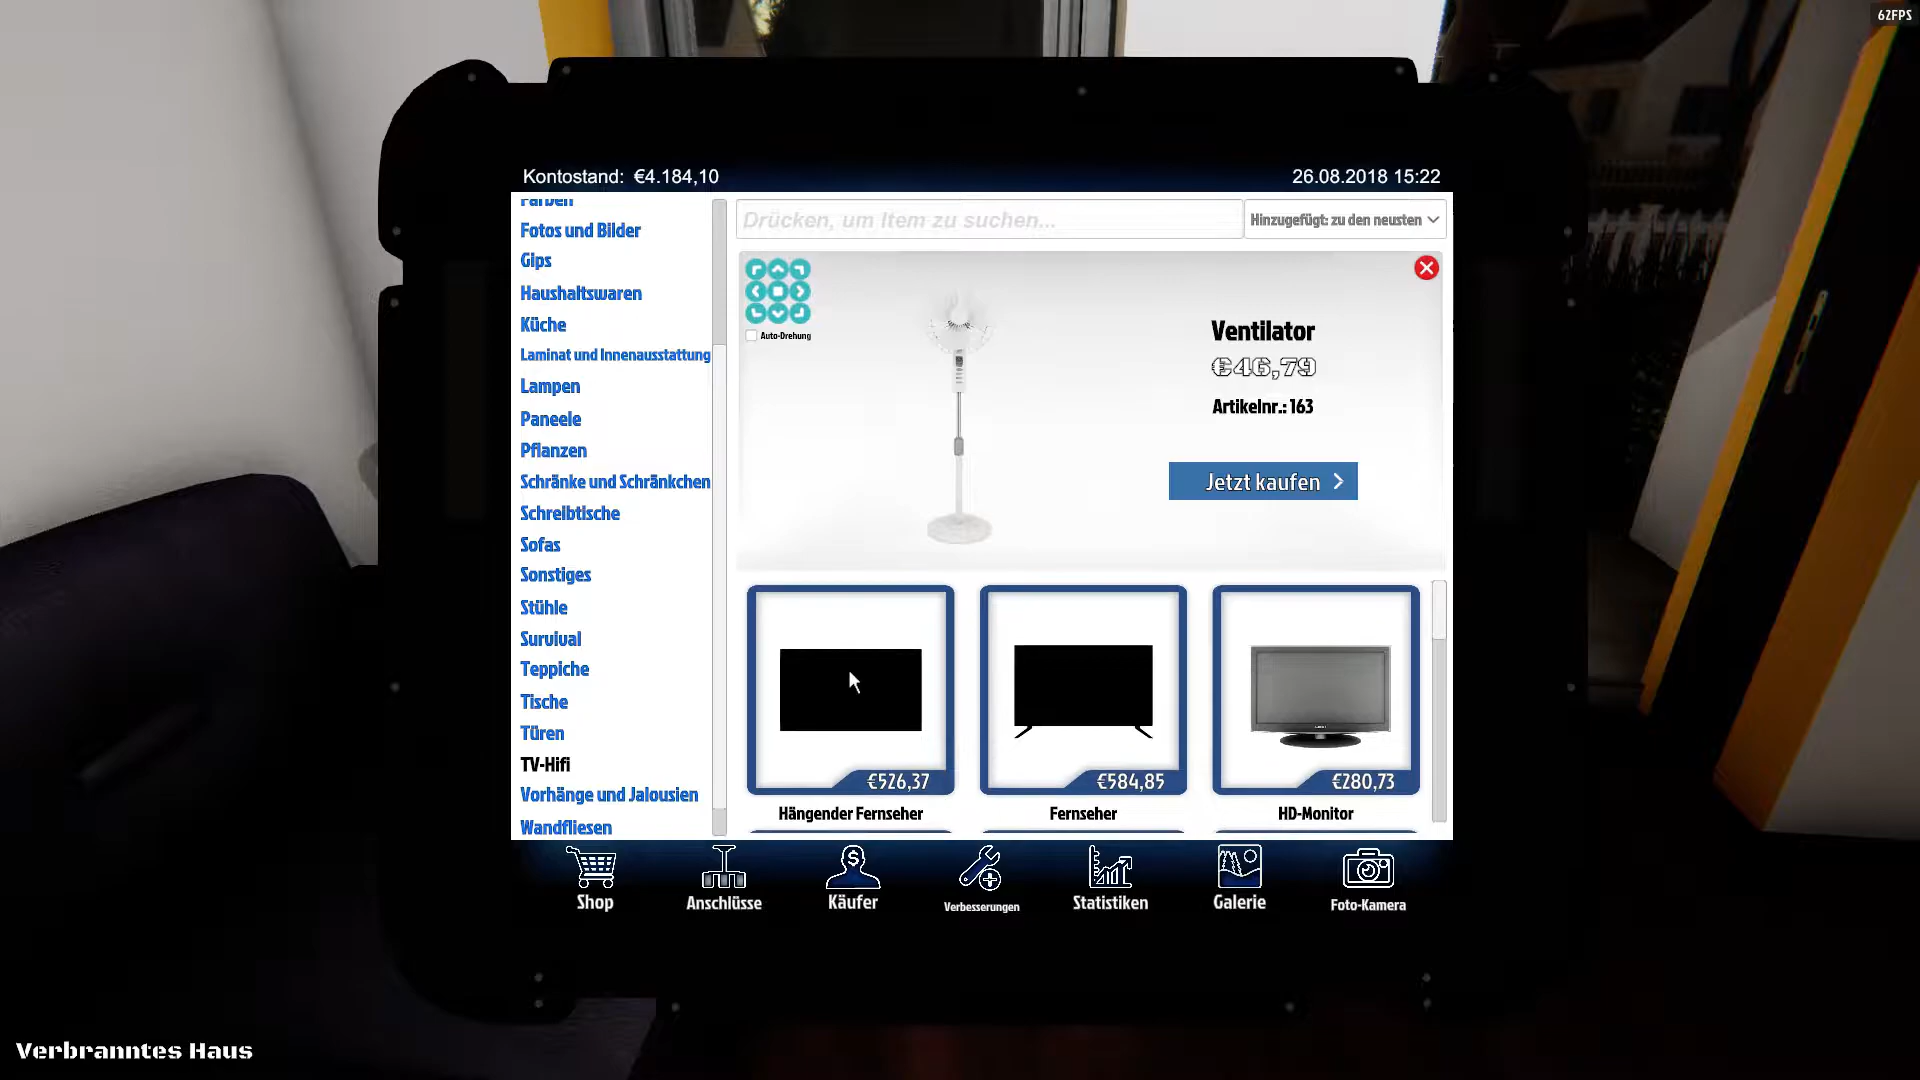 62FPS
Kontostand: €4.184,10
26.08.2018 15:22
Farben
Fotos und Bilder
Gips
Haushaltswaren
Küche
Laminat und Innenausstattung
Lampen
Paneele
Pflanzen
Schränke und Schränkchen
Schreibtische
Sofas
Sonstiges
Stühle
Survival
Teppiche
Tische
Türen
TV-Hifi
Vorhänge und Jalousien
Wandfliesen
Drücken, um Item zu suchen...
Hinzugefügt: zu den neusten
Auto-Drehung
Ventilator
€46,79
Artikelnr.: 163
Jetzt kaufen
€526,37
€584,85
€280,73
Hängender Fernseher
Fernseher
HD-Monitor
Shop
Anschlüsse
Käufer
Verbesserungen
Statistiken
Galerie
Foto-Kamera
Verbranntes Haus